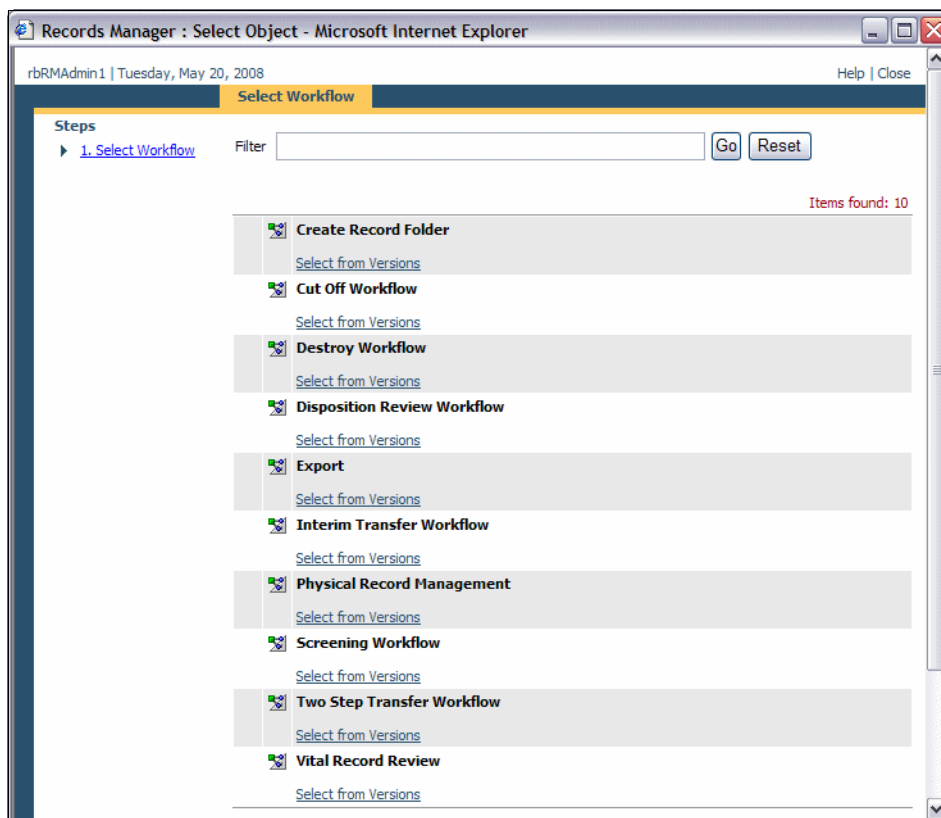 Records Manager : Select Object - Microsoft Internet Explorer
rbRMAdmin1 | Tuesday, May 20, 2008 Help | Close
Select Workflow
Steps
1. Select Workflow
Filter Go Reset
Items found: 10
Create Record Folder
Select from Versions
Cut Off Workflow
Select from Versions
Destroy Workflow
Select from Versions
Disposition Review Workflow
Select from Versions
Export
Select from Versions
Interim Transfer Workflow
Select from Versions
Physical Record Management
Select from Versions
Screening Workflow
Select from Versions
Two Step Transfer Workflow
Select from Versions
Vital Record Review
Select from Versions